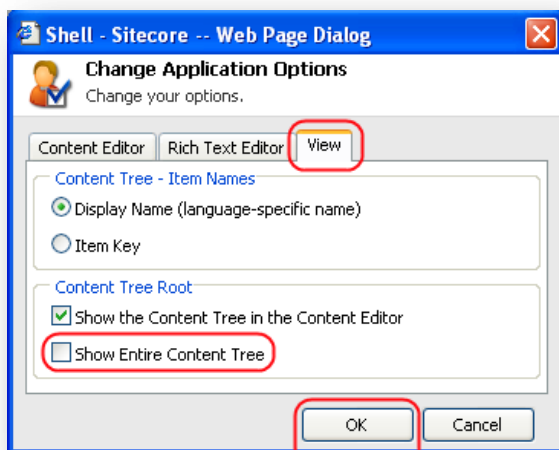 Shell - Sitecore -- Web Page Dialog
Change Application Options
Change your options.
Content Editor Rich Text Editor View
Content Tree - Item Names
Display Name (language-specific name)
Item Key
Content Tree Root
Show the Content Tree in the Content Editor
Show Entire Content Tree
OK Cancel